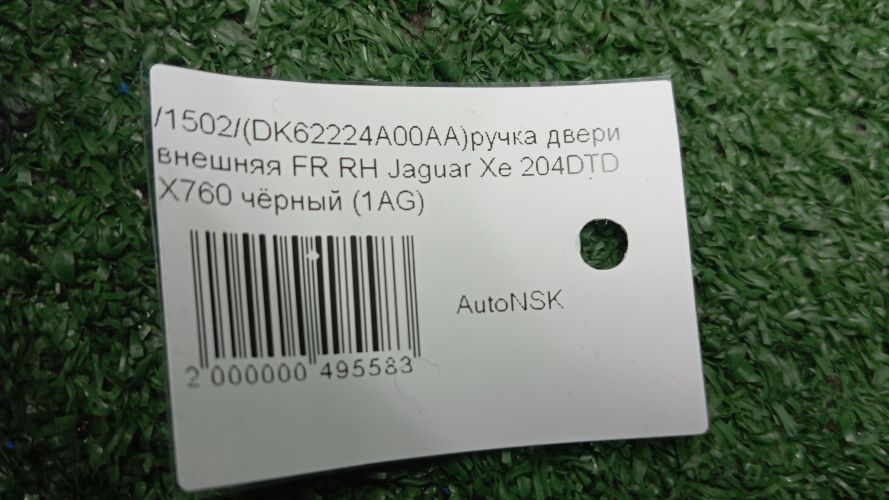 /1502/(DK62224A00AA)ручка двери
внешняя FR RH Jaguar Xe 204DTD
X760 чёрный (1AG)
AutoNSK
2 000000 495583